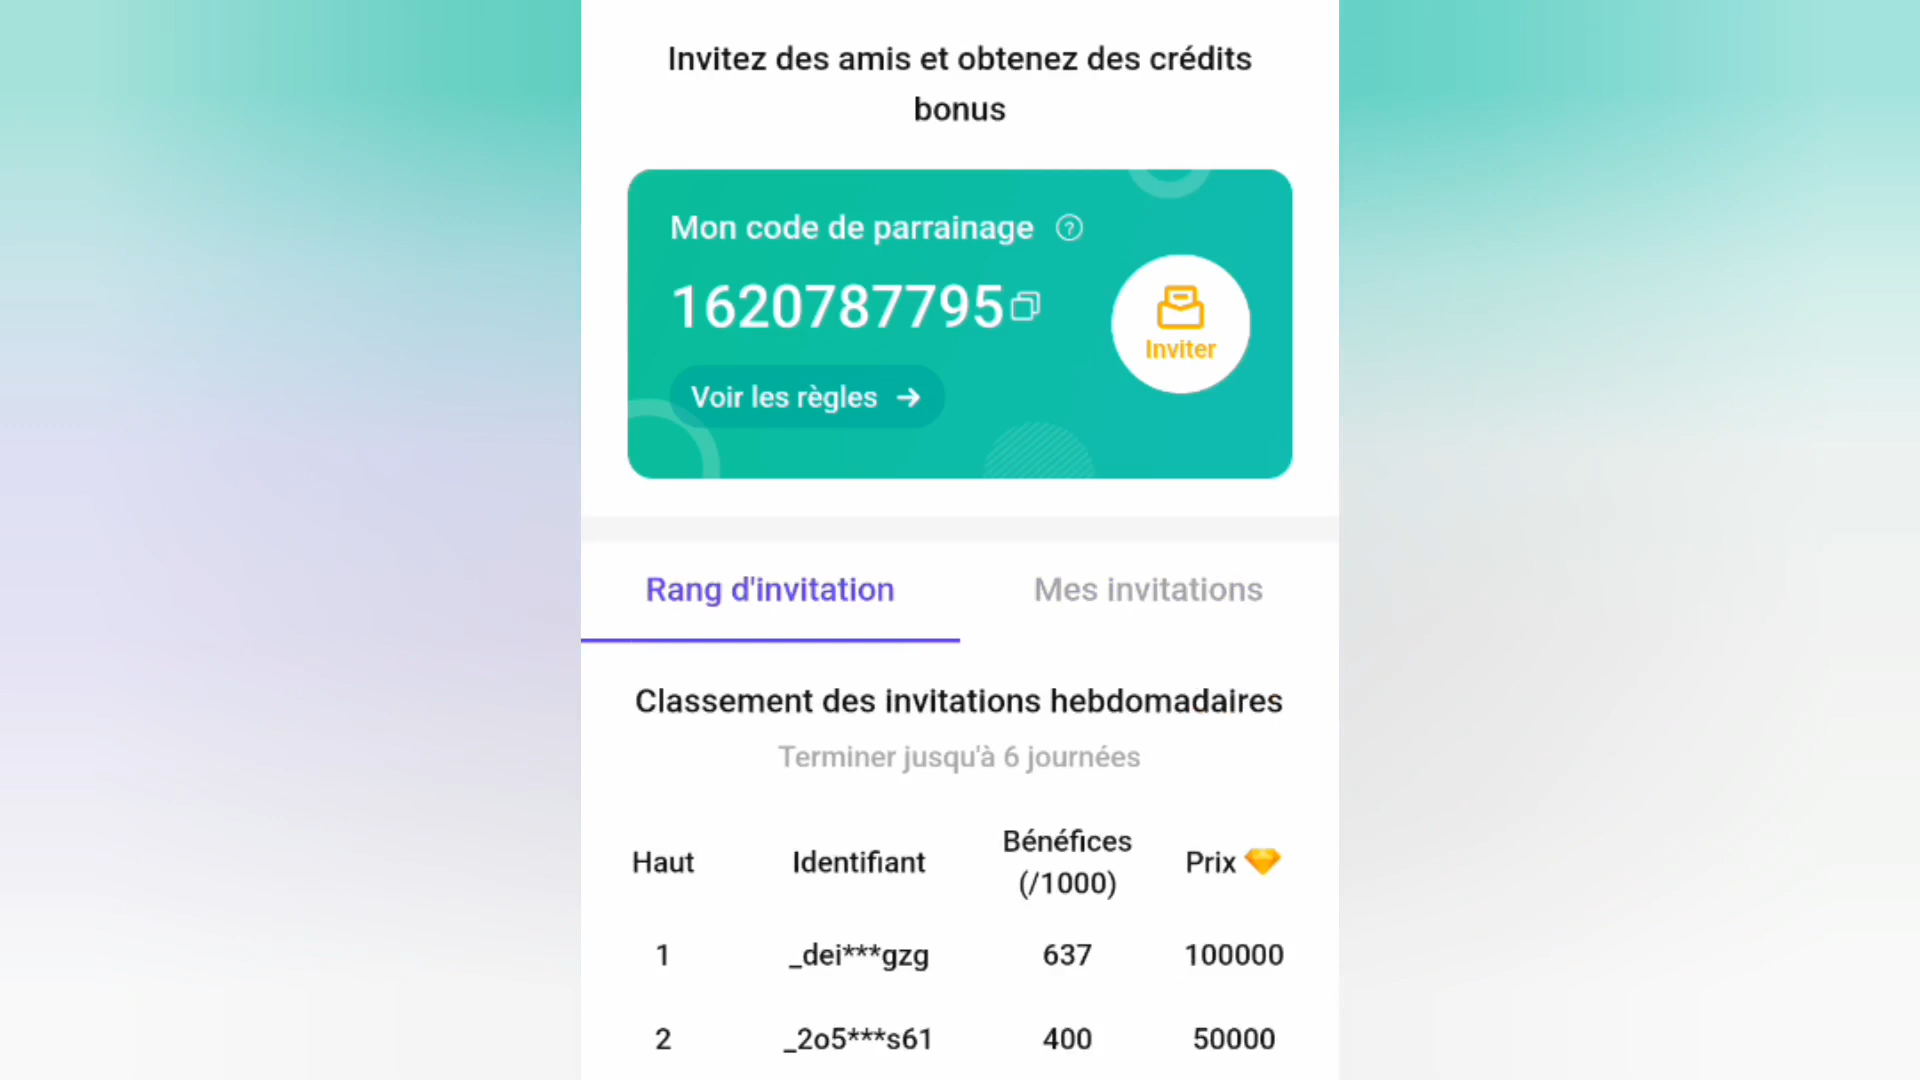 Invitez des amis et obtenez des crédits
bonus
Mon code de parrainage ?
1620787795
Inviter
Voir les règles →
Rang d'invitation Mes invitations
Classement des invitations hebdomadaires
Terminer jusqu'à 6 journées
Haut Identifiant Bénéfices (/1000) Prix
1 _dei***gzg 637 100000
2 _2o5***s61 400 50000